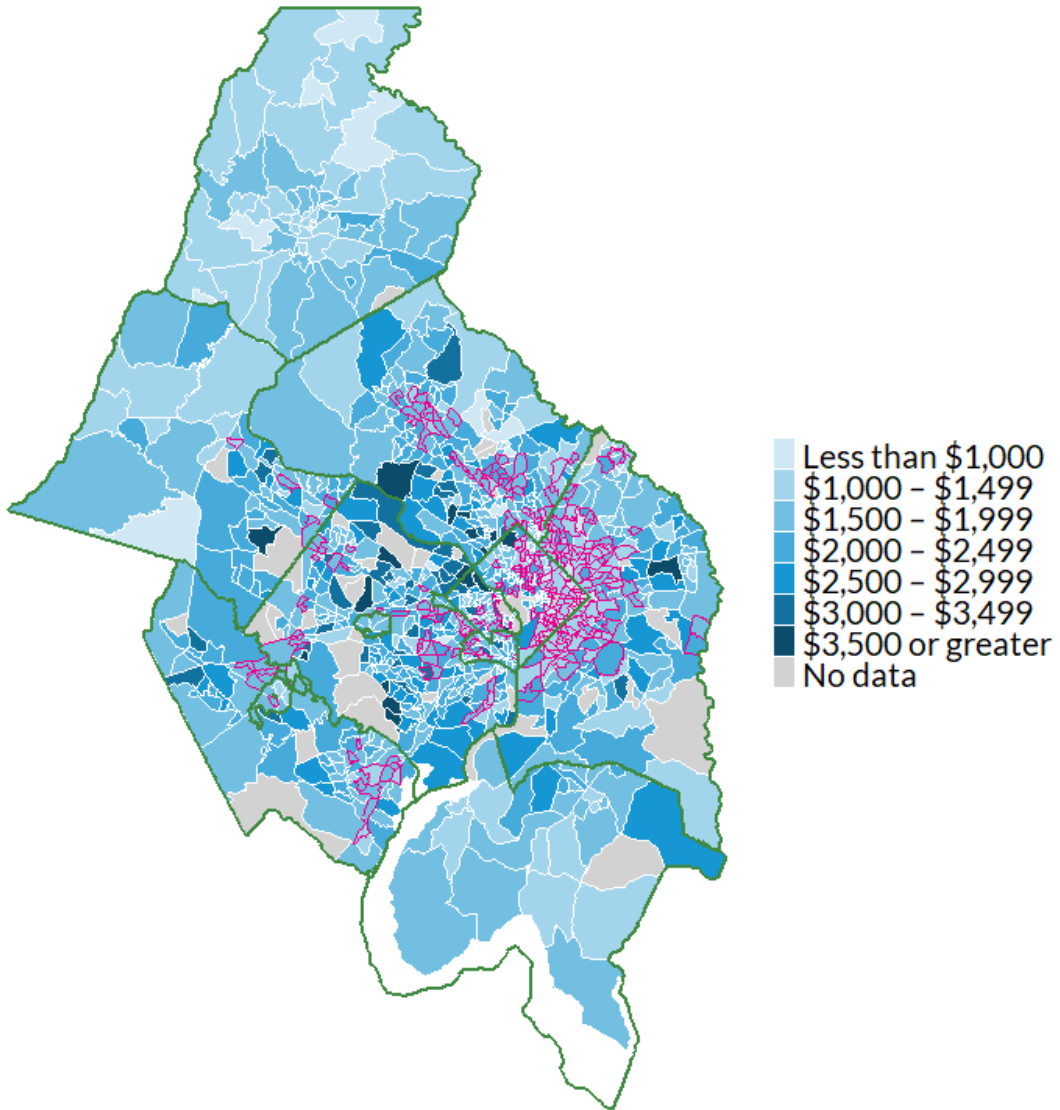 Less than $1,000
$1,000 – $1,499
$1,500 – $1,999
$2,000 – $2,499
$2,500 – $2,999
$3,000 – $3,499
$3,500 or greater
No data